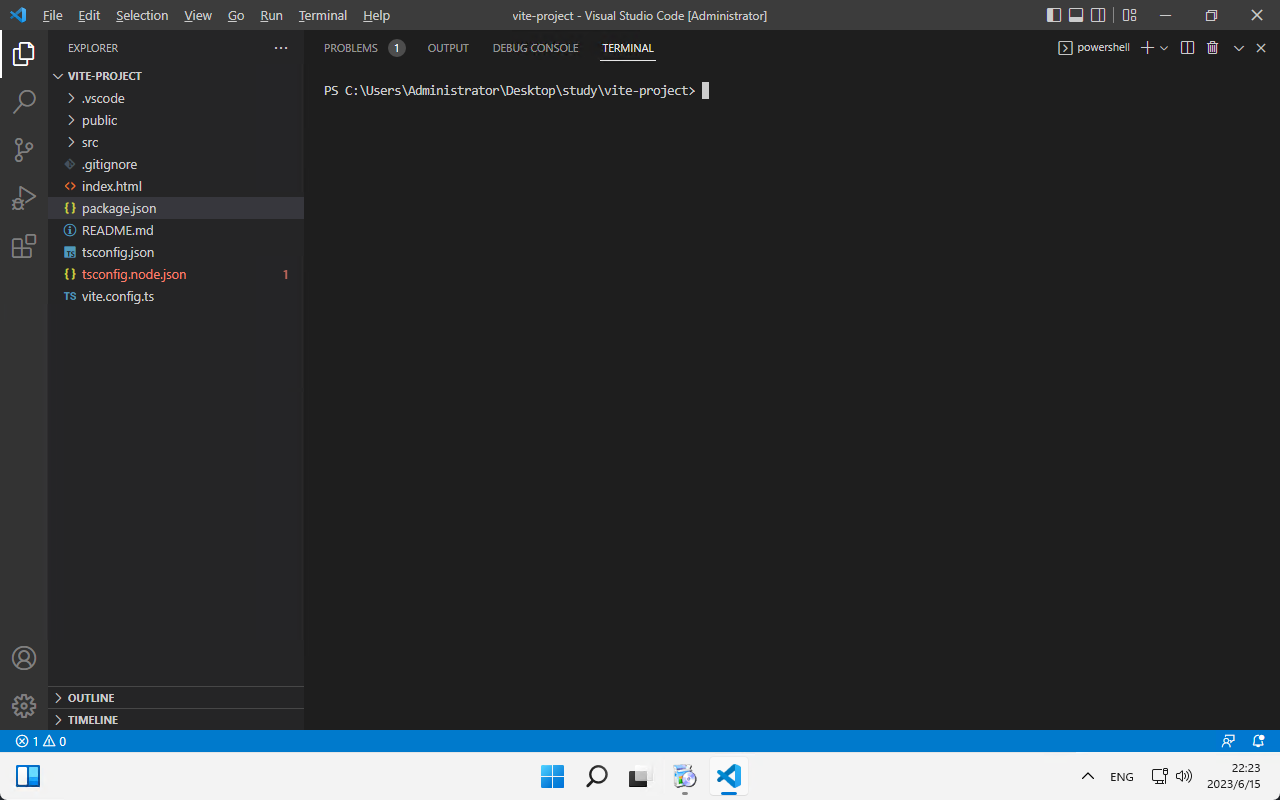 File Edit Selection View Go Run Terminal Help
vite-project - Visual Studio Code [Administrator]
EXPLORER
PROBLEMS 1 OUTPUT DEBUG CONSOLE TERMINAL
powershell
VITE-PROJECT
.vscode
public
src
.gitignore
index.html
package.json
README.md
tsconfig.json
tsconfig.node.json 1
TS vite.config.ts
PS C:\Users\Administrator\Desktop\study\vite-project>
OUTLINE
TIMELINE
1 0
ENG
22:23
2023/6/15